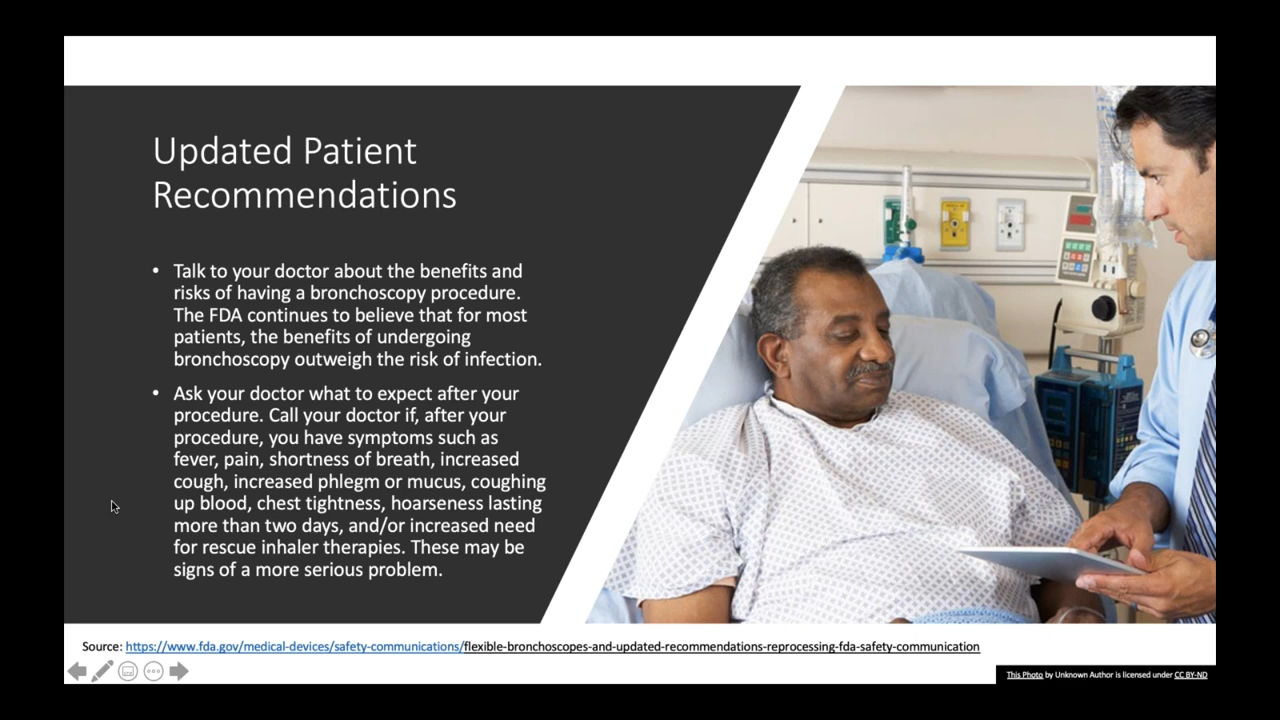 Updated Patient
Recommendations
• Talk to your doctor about the benefits and
risks of having a bronchoscopy procedure.
The FDA continues to believe that for most
patients, the benefits of undergoing
bronchoscopy outweigh the risk of infection.
• Ask your doctor what to expect after your
procedure. Call your doctor if, after your
procedure, you have symptoms such as
fever, pain, shortness of breath, increased
cough, increased phlegm or mucus, coughing
up blood, chest tightness, hoarseness lasting
more than two days, and/or increased need
for rescue inhaler therapies. These may be
signs of a more serious problem.
Source: https://www.fda.gov/medical-devices/safety-communications/flexible-bronchoscopes-and-updated-recommendations-reprocessing-fda-safety-communication
This Photo by Unknown Author is licensed under CC BY-ND